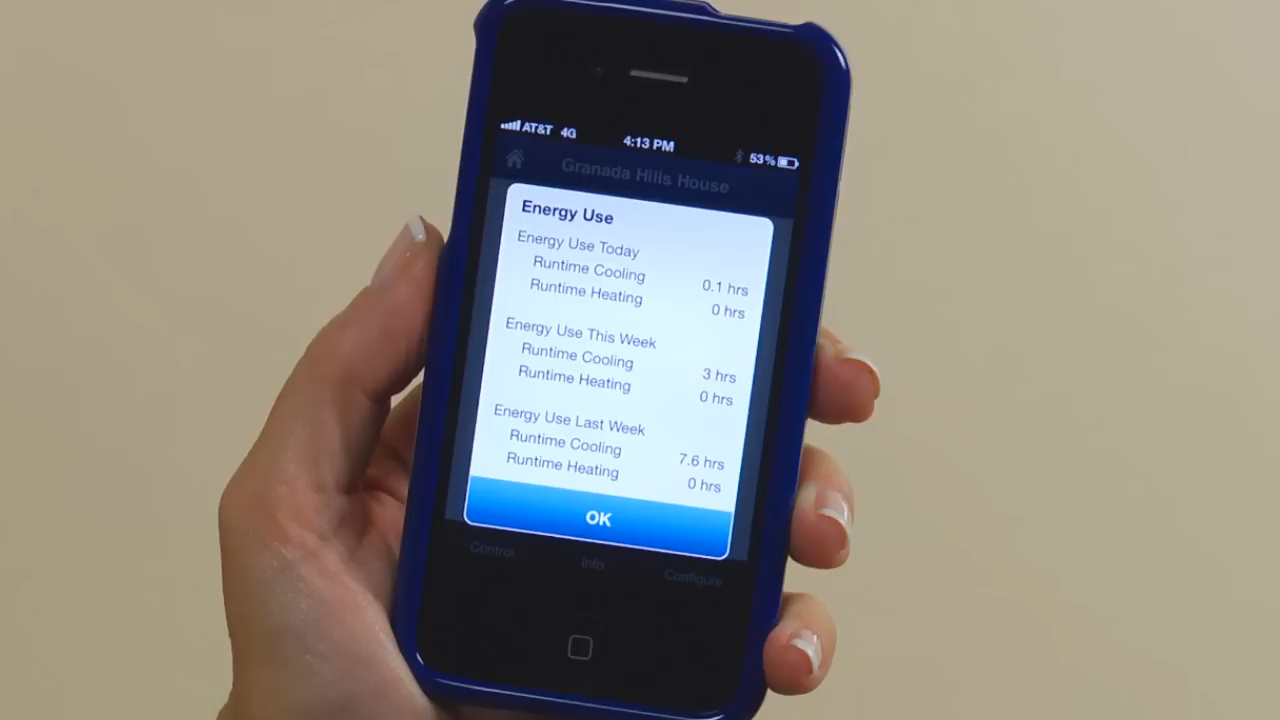 AT&T 4G 4:13 PM 53%
Granada Hills House
Energy Use
Energy Use Today
Runtime Cooling 0.1 hrs
Runtime Heating 0 hrs
Energy Use This Week
Runtime Cooling 3 hrs
Runtime Heating 0 hrs
Energy Use Last Week
Runtime Cooling 7.6 hrs
Runtime Heating 0 hrs
OK
Control Info Configure